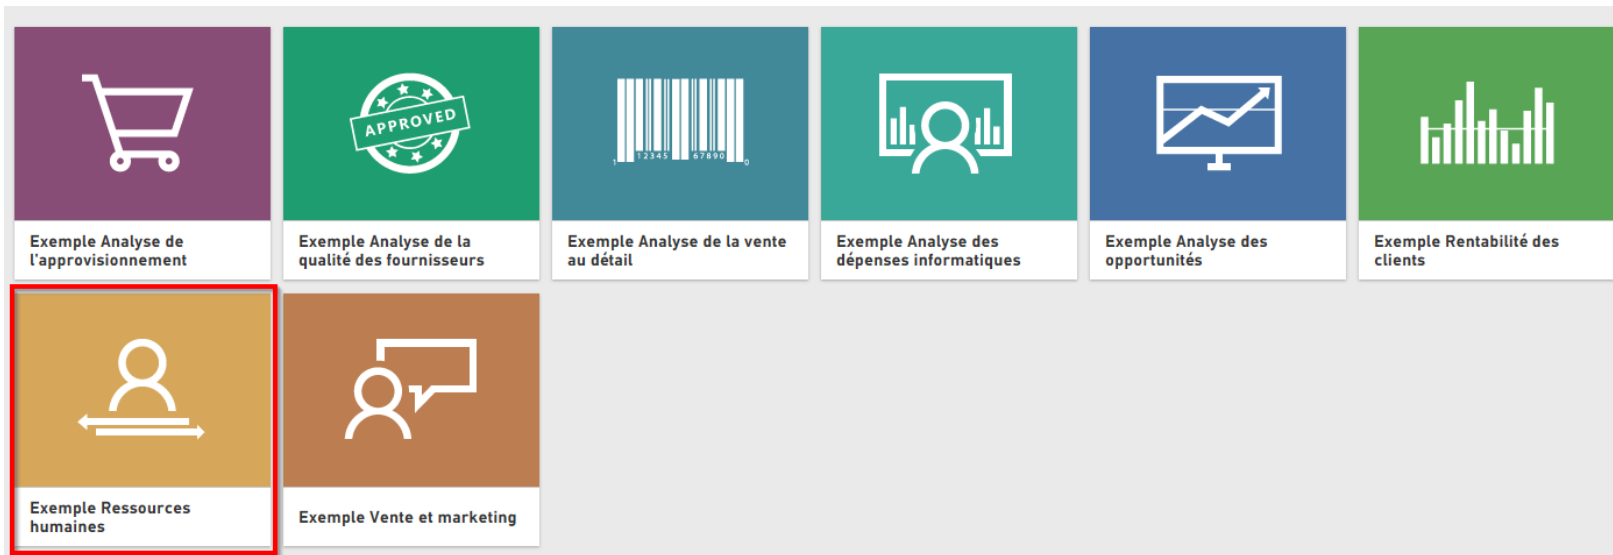 APPROVED
1 12345 67890 0
Exemple Analyse de
l'approvisionnement
Exemple Analyse de la
qualité des fournisseurs
Exemple Analyse de la vente
au détail
Exemple Analyse des
dépenses informatiques
Exemple Analyse des
opportunités
Exemple Rentabilité des
clients
Exemple Ressources
humaines
Exemple Vente et marketing